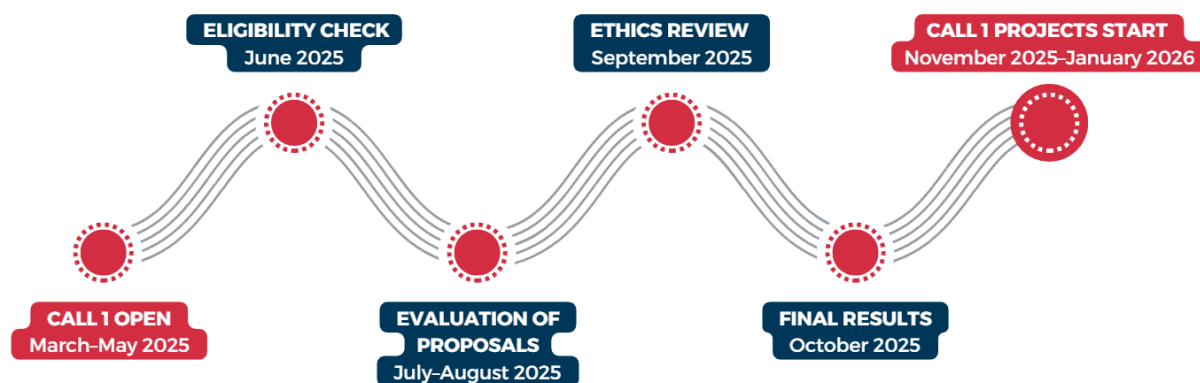 CALL 1 OPEN
March–May 2025
ELIGIBILITY CHECK
June 2025
EVALUATION OF
PROPOSALS
July–August 2025
ETHICS REVIEW
September 2025
FINAL RESULTS
October 2025
CALL 1 PROJECTS START
November 2025–January 2026